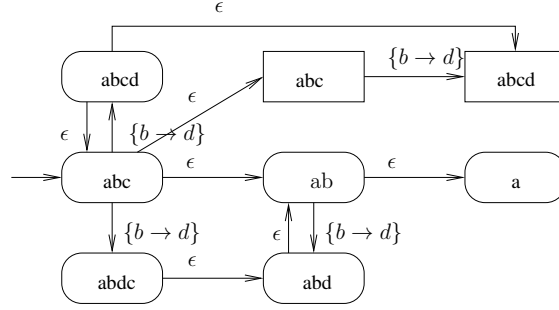 ϵ
abcd
abc
{b → d}
abcd
ϵ
ϵ
{b → d}
abc
ϵ
ab
ϵ
a
{b → d}
ϵ
{b → d}
abdc
ϵ
abd